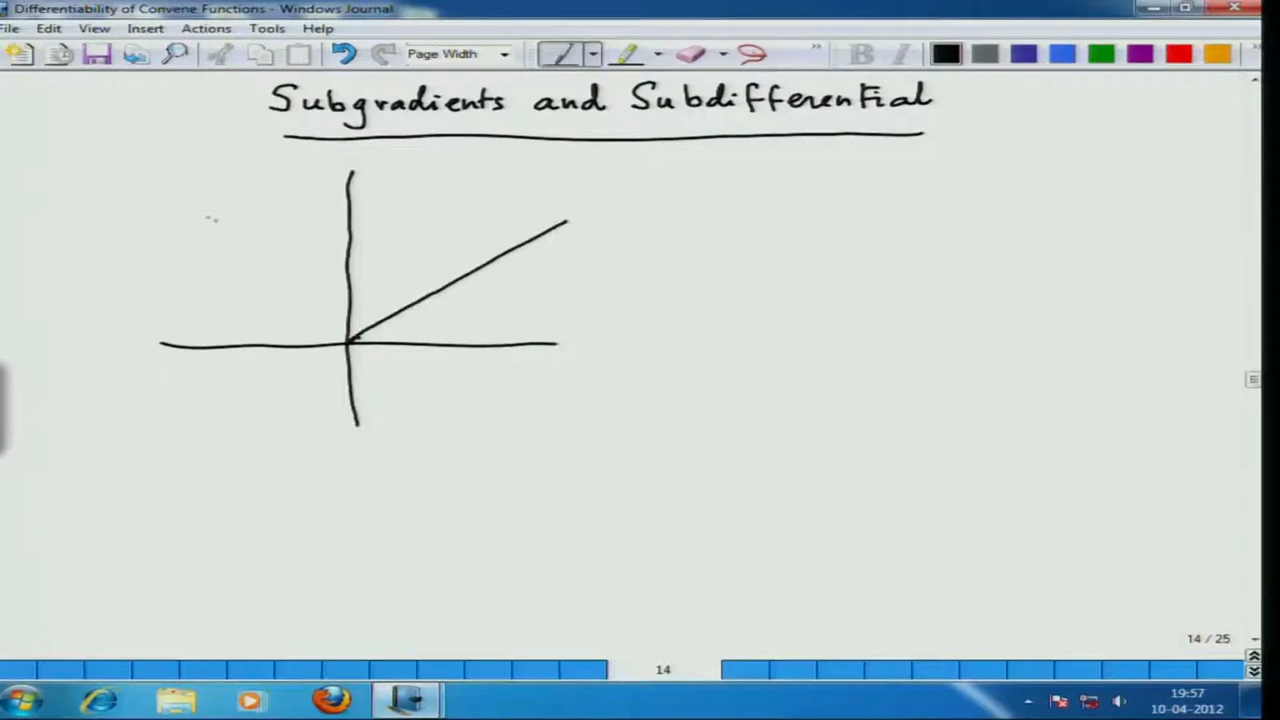 Differentiability of Convene Functions - Windows Journal
File Edit View Insert Actions Tools Help
Page Width
B I
Subgradients and Subdifferential
14 / 25
14
19:57
10-04-2012